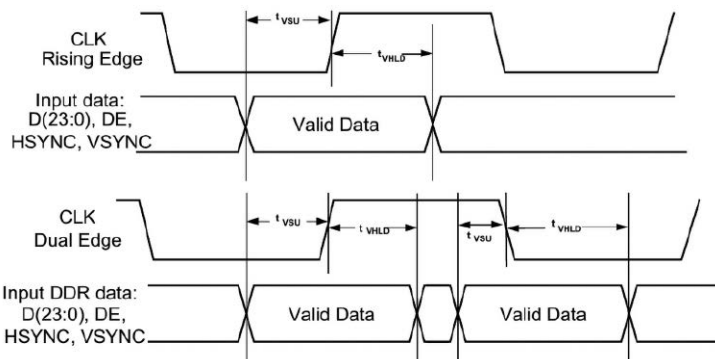 t VSU
CLK
Rising Edge
t VHLD
Input data:
D(23:0), DE,
HSYNC, VSYNC
Valid Data
CLK
Dual Edge
t VSU
t VHLD
t VSU
t VHLD
Input DDR data:
D(23:0), DE,
HSYNC, VSYNC
Valid Data
Valid Data